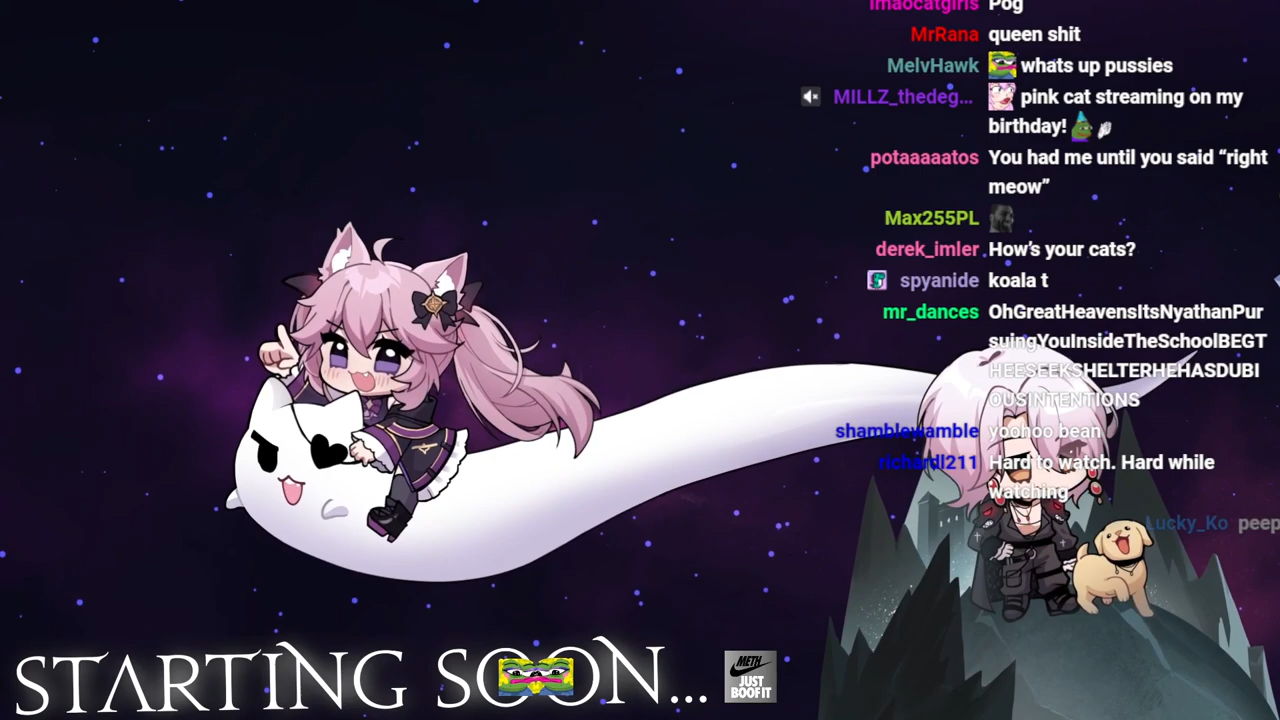 lmaocatgirls Pog
MrRana queen shit
MelvHawk whats up pussies
MILLZ_thedeg... pink cat streaming on my
birthday!
potaaaaatos You had me until you said “right
meow”
Max255PL
derek_imler How's your cats?
spyanide koala t
mr_dances OhGreatHeavensItsNyathanPur
suingYouInsideTheSchoolBEGT
HEESEEKSHELTERHEHASDUBI
OUSINTENTIONS
shamblewamble yoohoo bean
richardl211 Hard to watch. Hard while
watching
Lucky_Ko peep
STARTING SOON...
METH
JUST
BOOF IT